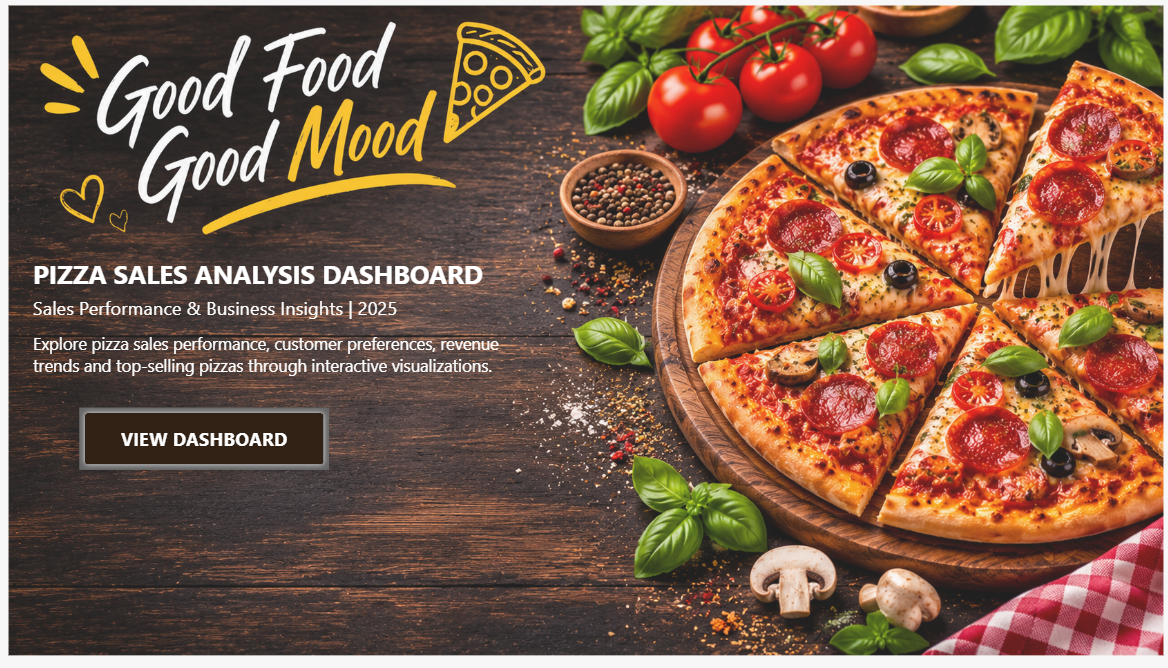 Good Food
Good Mood
PIZZA SALES ANALYSIS DASHBOARD
Sales Performance & Business Insights | 2025
Explore pizza sales performance, customer preferences, revenue
trends and top-selling pizzas through interactive visualizations.
VIEW DASHBOARD